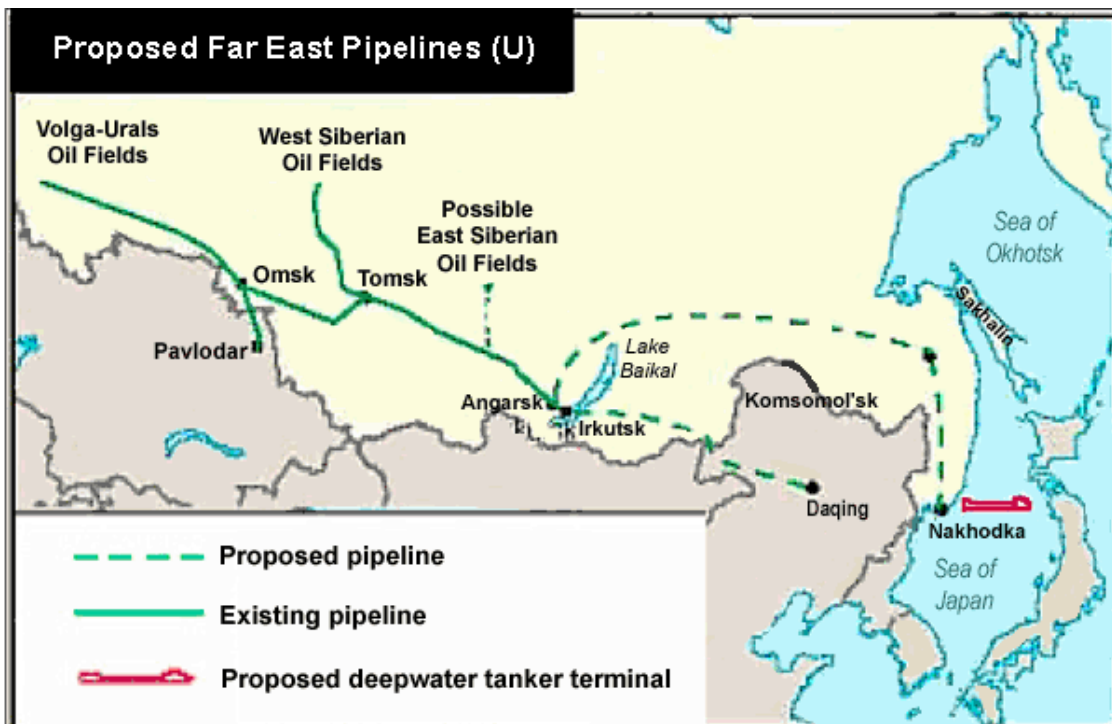 Proposed Far East Pipelines (U)
Volga-Urals
Oil Fields
West Siberian
Oil Fields
Possible
East Siberian
Oil Fields
Sea of
Okhotsk
Omsk
Tomsk
Sakhalin
Pavlodar
Lake
Baikal
Angarsk
Komsomol'sk
Irkutsk
Daqing
Nakhodka
Sea of
Japan
Proposed pipeline
Existing pipeline
Proposed deepwater tanker terminal